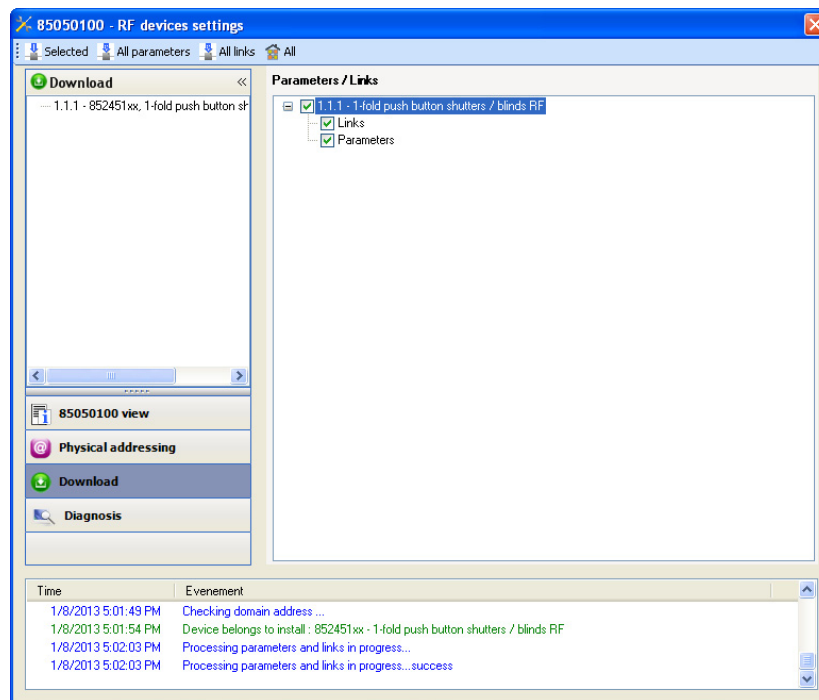 85050100 - RF devices settings
Selected All parameters All links All
Download
1.1.1 - 852451xx, 1-fold push button sh
85050100 view
Physical addressing
Download
Diagnosis
Parameters / Links
1.1.1 - 1-fold push button shutters / blinds RF
Links
Parameters
Time Evenement
1/8/2013 5:01:49 PM Checking domain address ...
1/8/2013 5:01:54 PM Device belongs to install : 852451xx - 1-fold push button shutters / blinds RF
1/8/2013 5:02:03 PM Processing parameters and links in progress...
1/8/2013 5:02:03 PM Processing parameters and links in progress...success